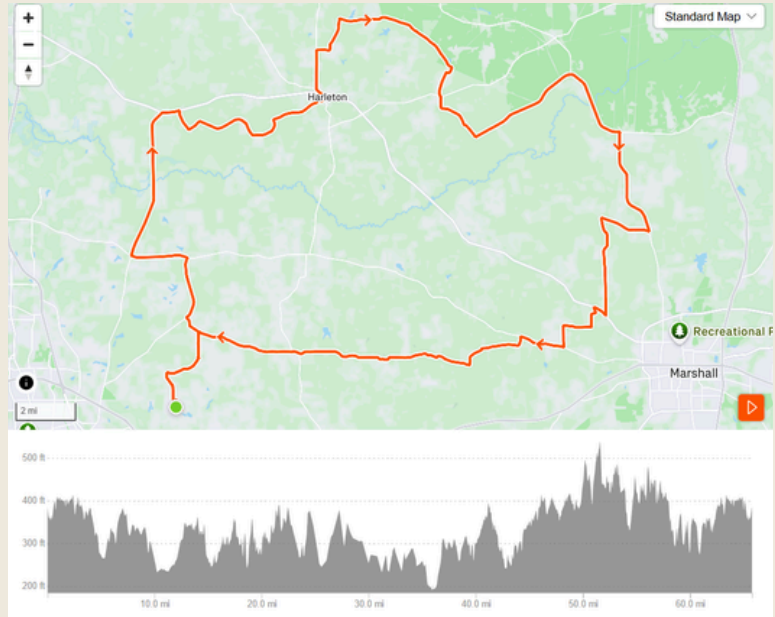 +
Standard Map
−
Harleton
Recreational P
Marshall
i
2 mi
500 ft
400 ft
300 ft
200 ft
10.0 mi 20.0 mi 30.0 mi 40.0 mi 50.0 mi 60.0 mi